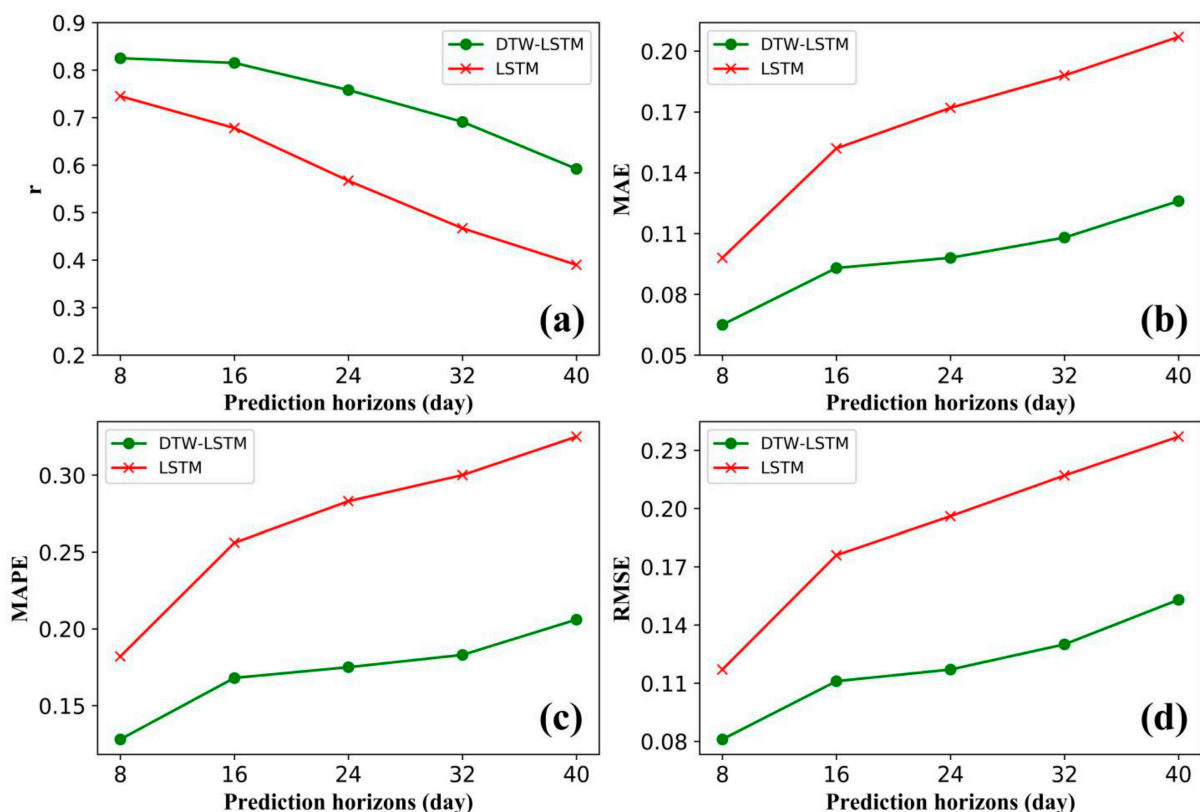 0.9
0.8
0.7
0.6
0.5
0.4
0.3
0.2
r
DTW-LSTM
LSTM
(a)
8 16 24 32 40
Prediction horizons (day)
0.20
0.17
0.14
0.11
0.08
0.05
MAE
DTW-LSTM
LSTM
(b)
8 16 24 32 40
Prediction horizons (day)
0.30
0.25
0.20
0.15
MAPE
DTW-LSTM
LSTM
(c)
8 16 24 32 40
Prediction horizons (day)
0.23
0.20
0.17
0.14
0.11
0.08
RMSE
DTW-LSTM
LSTM
(d)
8 16 24 32 40
Prediction horizons (day)